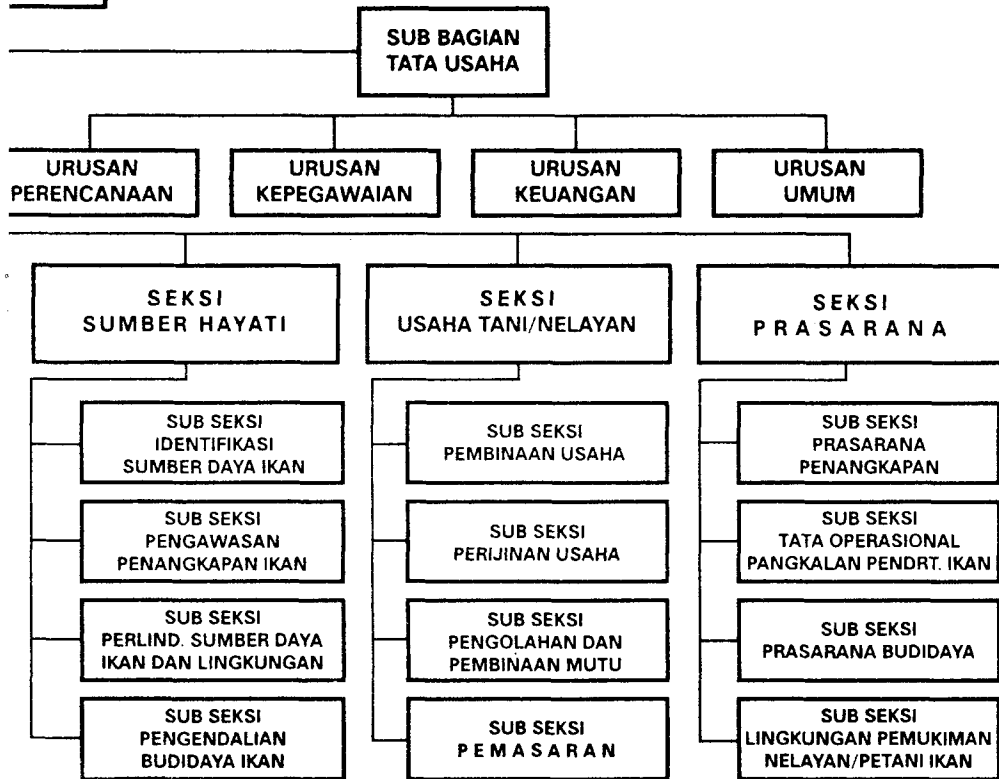 SUB BAGIAN
TATA USAHA
URUSAN
PERENCANAAN
URUSAN
KEPEGAWAIAN
URUSAN
KEUANGAN
URUSAN
UMUM
SEKSI
SUMBER HAYATI
SEKSI
USAHA TANI/NELAYAN
SEKSI
PRASARANA
SUB SEKSI
IDENTIFIKASI
SUMBER DAYA IKAN
SUB SEKSI
PENGAWASAN
PENANGKAPAN IKAN
SUB SEKSI
PERLIND. SUMBER DAYA
IKAN DAN LINGKUNGAN
SUB SEKSI
PENGENDALIAN
BUDIDAYA IKAN
SUB SEKSI
PEMBINAAN USAHA
SUB SEKSI
PERIJINAN USAHA
SUB SEKSI
PENGOLAHAN DAN
PEMBINAAN MUTU
SUB SEKSI
PEMASARAN
SUB SEKSI
PRASARANA
PENANGKAPAN
SUB SEKSI
TATA OPERASIONAL
PANGKALAN PENDRT. IKAN
SUB SEKSI
PRASARANA BUDIDAYA
SUB SEKSI
LINGKUNGAN PEMUKIMAN
NELAYAN/PETANI IKAN